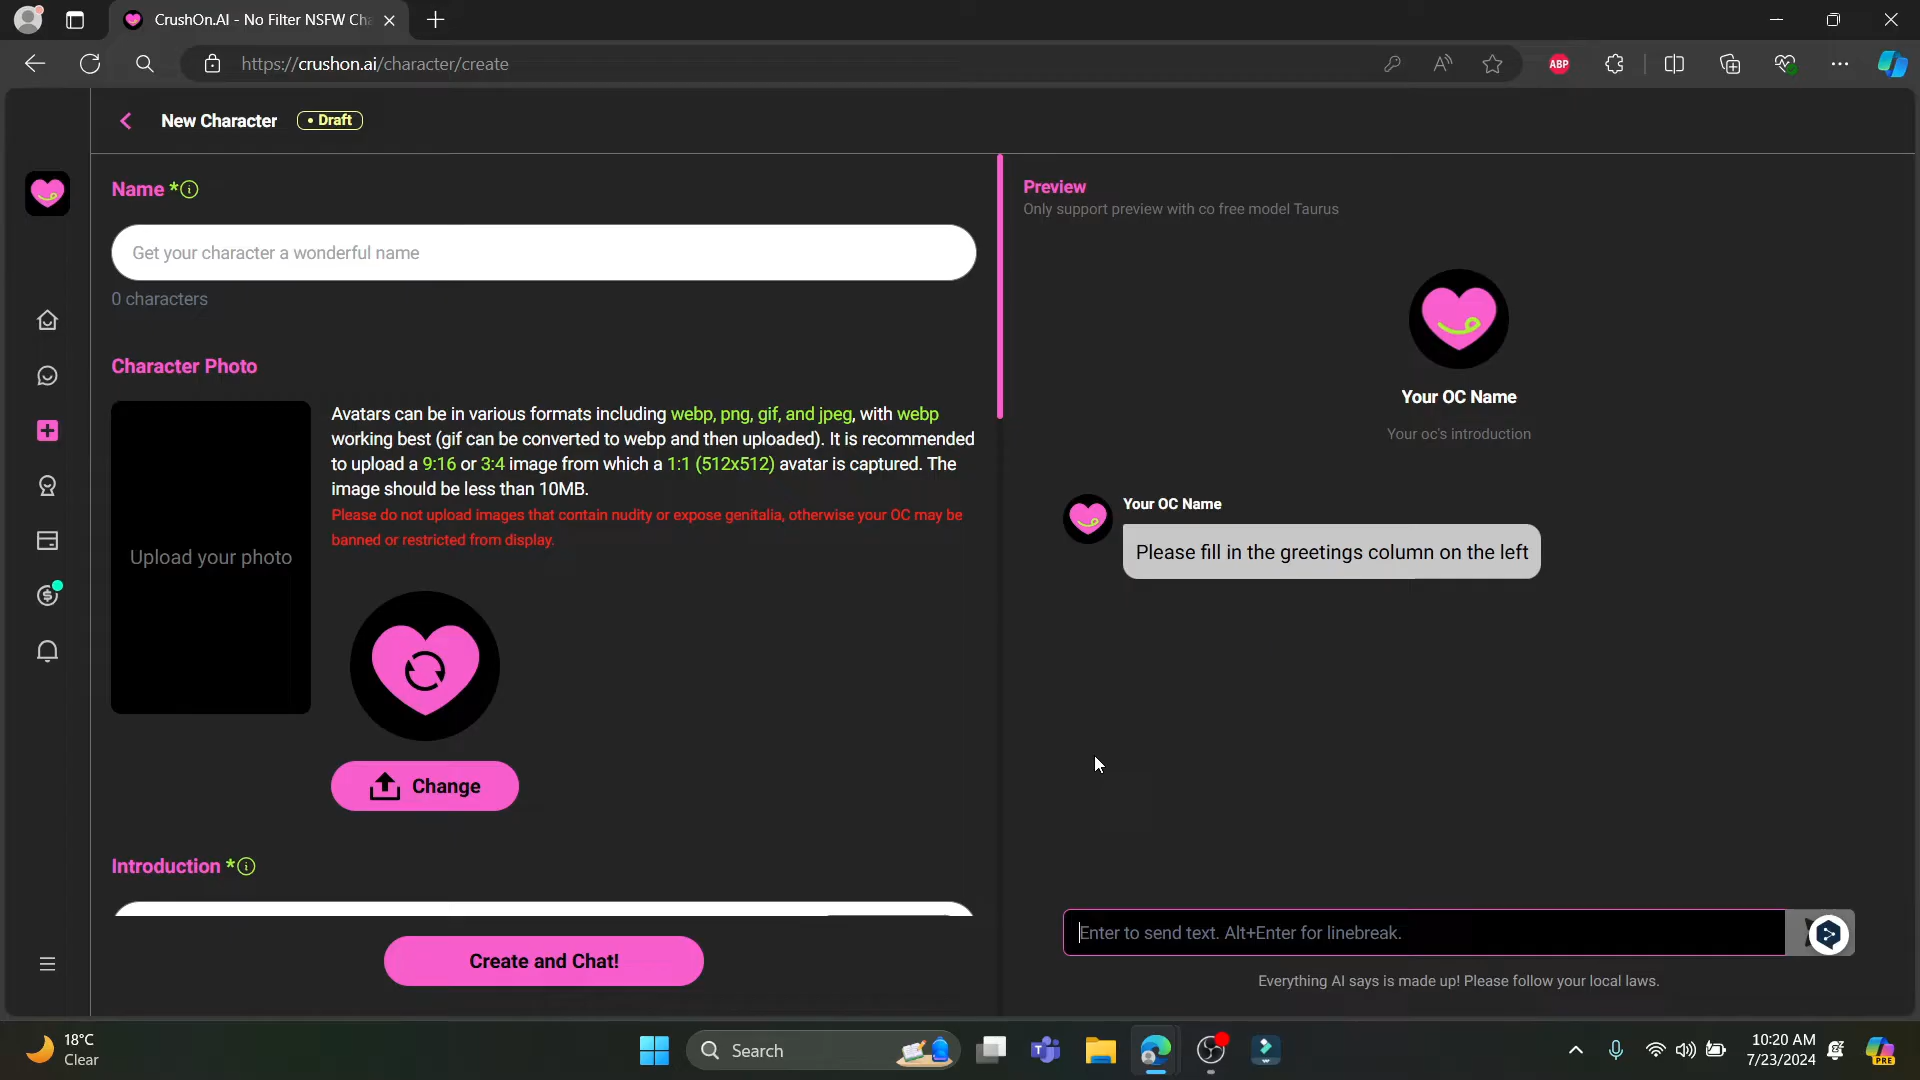 CrushOn.AI - No Filter NSFW Cha
https://crushon.ai/character/create
ABP
New Character
• Draft
Name *
Get your character a wonderful name
0 characters
Character Photo
Upload your photo
Avatars can be in various formats including webp, png, gif, and jpeg, with webp
working best (gif can be converted to webp and then uploaded). It is recommended
to upload a 9:16 or 3:4 image from which a 1:1 (512x512) avatar is captured. The
image should be less than 10MB.
Please do not upload images that contain nudity or expose genitalia, otherwise your OC may be
banned or restricted from display.
Change
Introduction *
Create and Chat!
Preview
Only support preview with co free model Taurus
Your OC Name
Your oc's introduction
Your OC Name
Please fill in the greetings column on the left
Enter to send text. Alt+Enter for linebreak.
Everything AI says is made up! Please follow your local laws.
18°C
Clear
Search
10:20 AM
7/23/2024
PRE